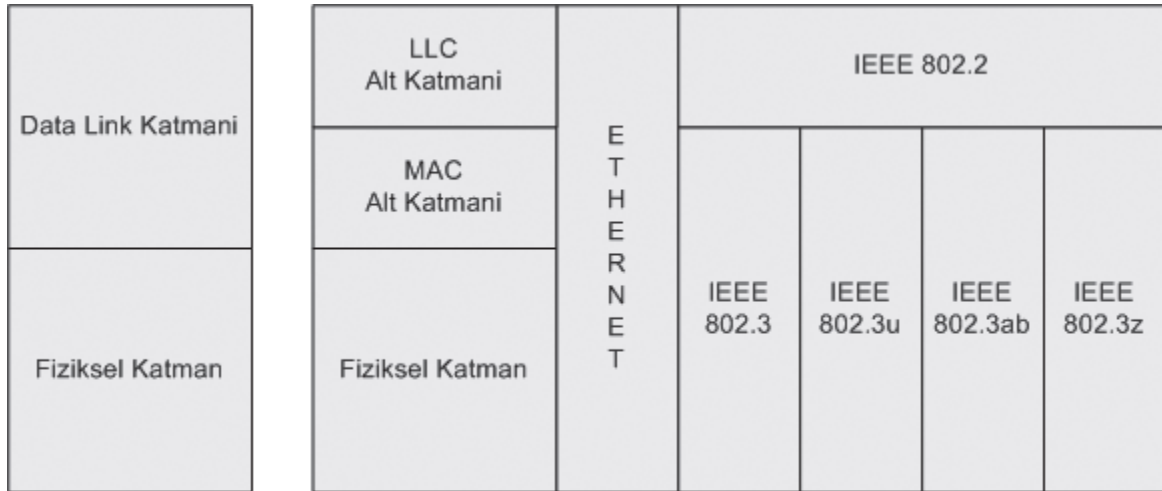 Data Link Katmani
Fiziksel Katman
LLC
Alt Katmani
MAC
Alt Katmani
Fiziksel Katman
E
T
H
E
R
N
E
T
IEEE 802.2
IEEE
802.3
IEEE
802.3u
IEEE
802.3ab
IEEE
802.3z